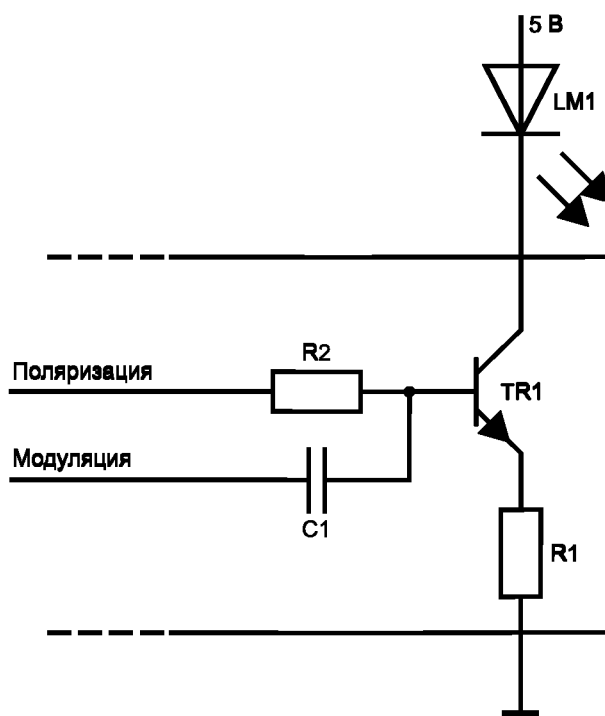 5 В
LM1
R2
Поляризация
TR1
Модуляция
C1
R1